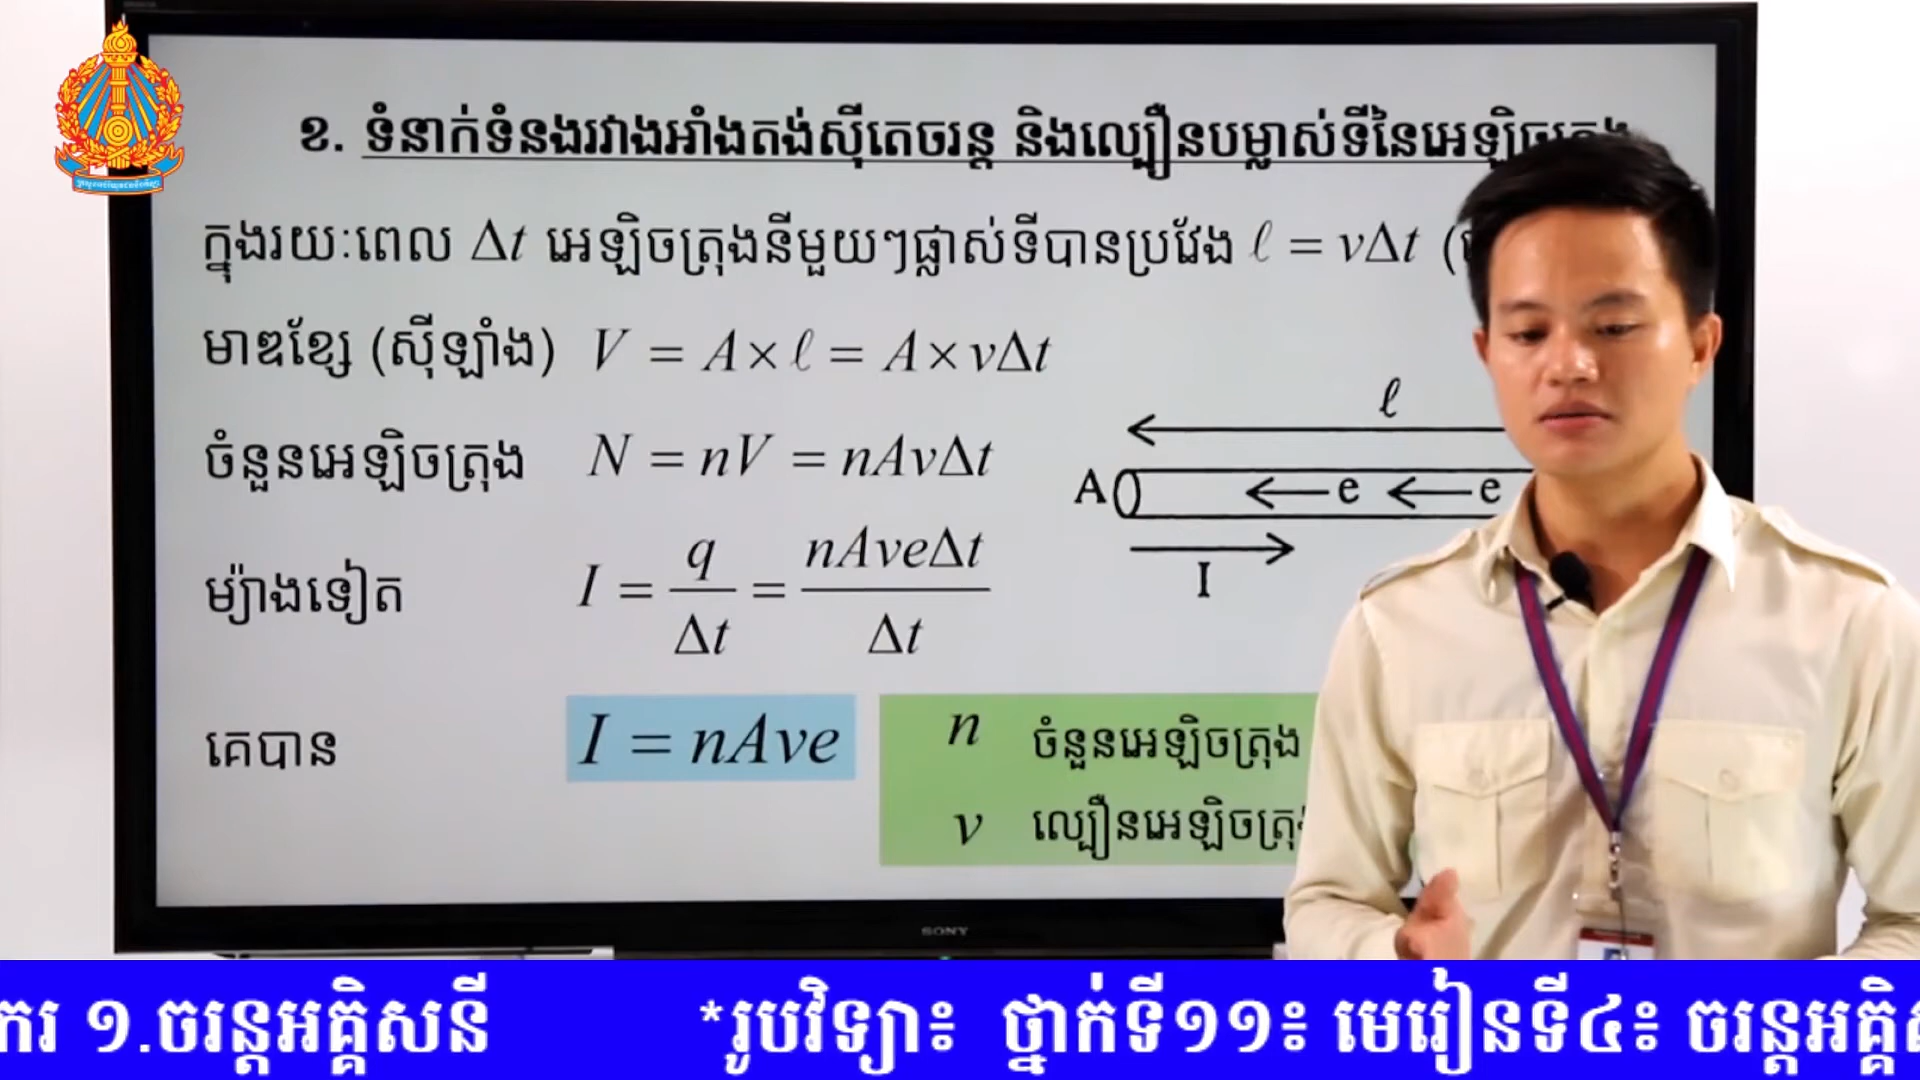 ខ. ទំនាក់ទំនងរវាងអាំងតង់ស៊ីតេចរន្ត និងល្បឿនបម្លាស់ទីនៃអេឡិចត្រុង
ក្នុងរយៈពេល Δt អេឡិចត្រុងនីមួយៗផ្លាស់ទីបានប្រវែង ℓ = vΔt (
មាឌខ្សែ (ស៊ីឡាំង) V = A × ℓ = A × vΔt
ℓ
ចំនួនអេឡិចត្រុង N = nV = nAvΔt
A e e
ម៉្យាងទៀត I = q/Δt = nAveΔt/Δt
I
គេបាន I = nAve
n ចំនួនអេឡិចត្រុង
v ល្បឿនអេឡិចត្រុង
SONY
ករ ១.ចរន្តអគ្គិសនី *រូបវិទ្យា៖ ថ្នាក់ទី១១៖ មេរៀនទី៤៖ ចរន្តអគ្គិស